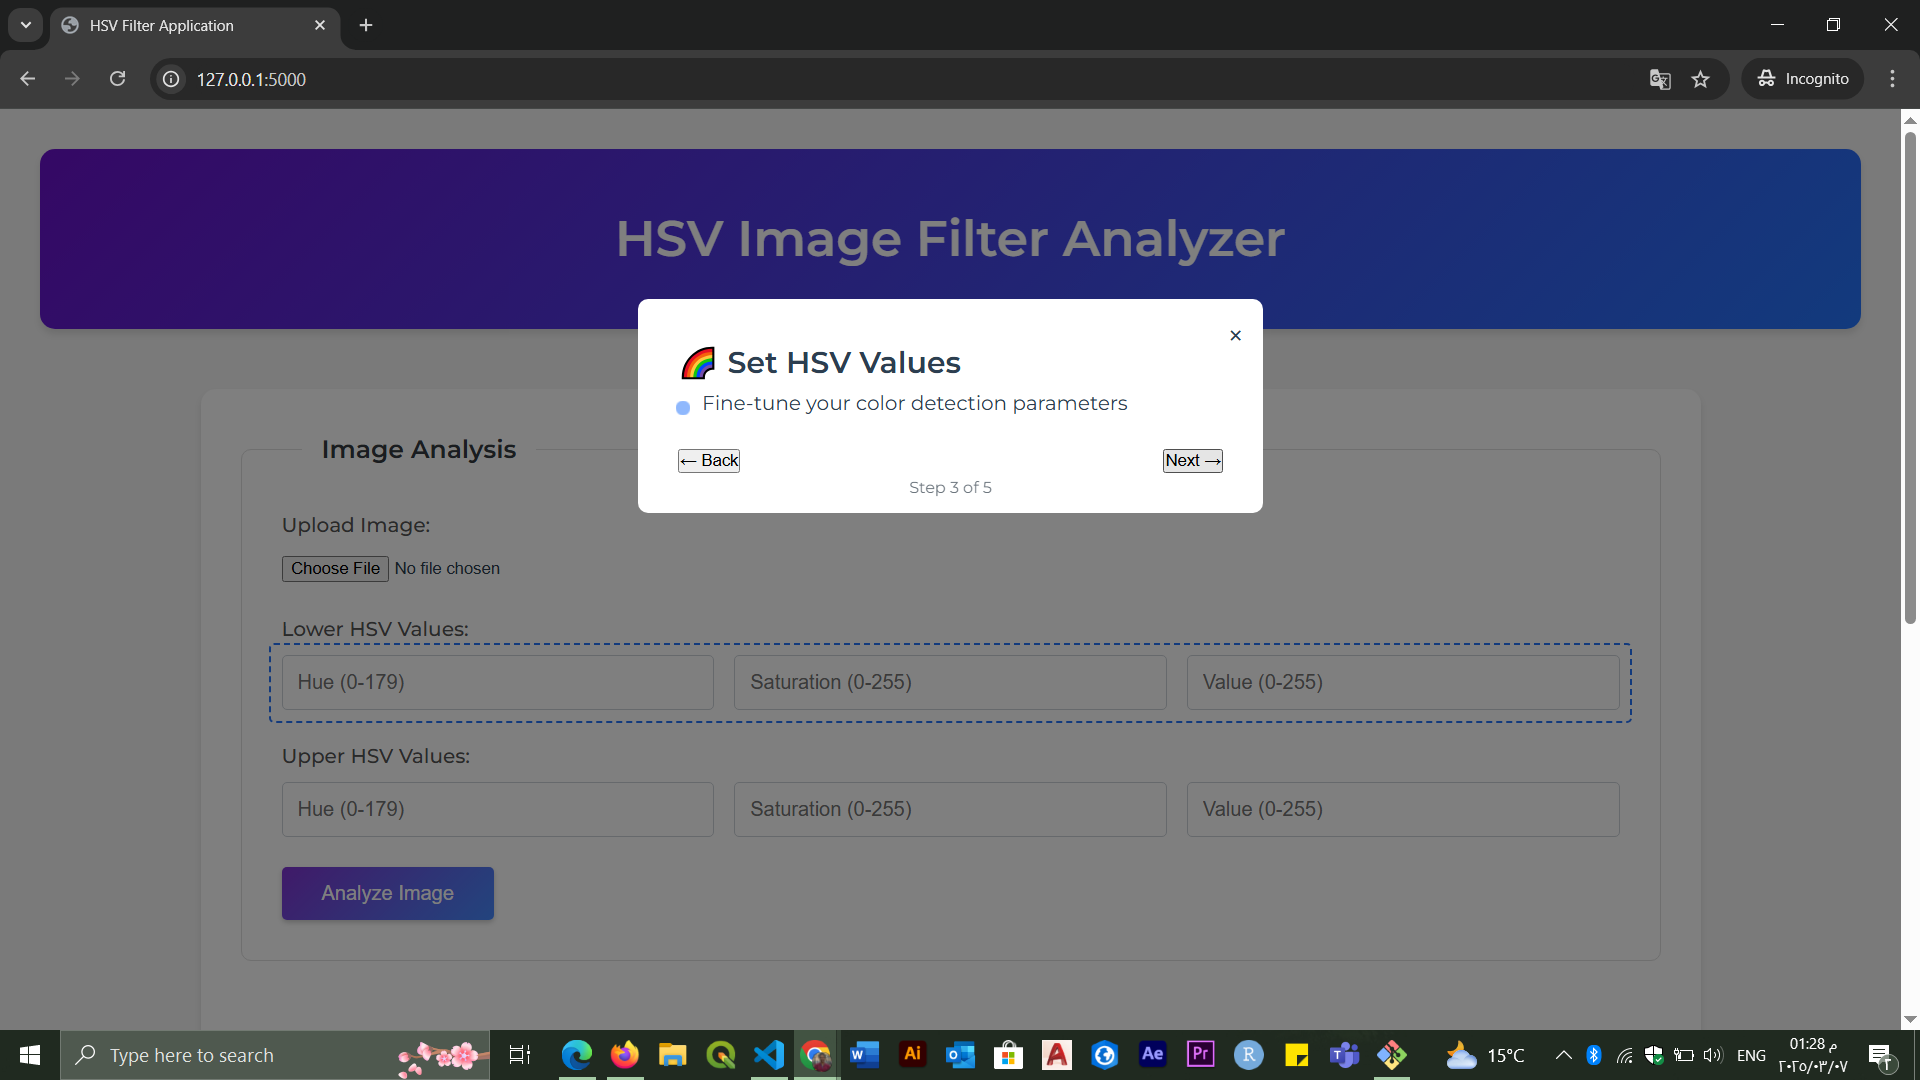 HSV Filter Application
127.0.0.1:5000
Incognito
HSV Image Filter Analyzer
Set HSV Values
Fine-tune your color detection parameters
← Back
Next →
Step 3 of 5
Image Analysis
Upload Image:
Choose File No file chosen
Lower HSV Values:
Hue (0-179) Saturation (0-255) Value (0-255)
Upper HSV Values:
Hue (0-179) Saturation (0-255) Value (0-255)
Analyze Image
Type here to search
15°C
ENG
01:28 م
٢٠٢٥/٠٣/٠٧
٢